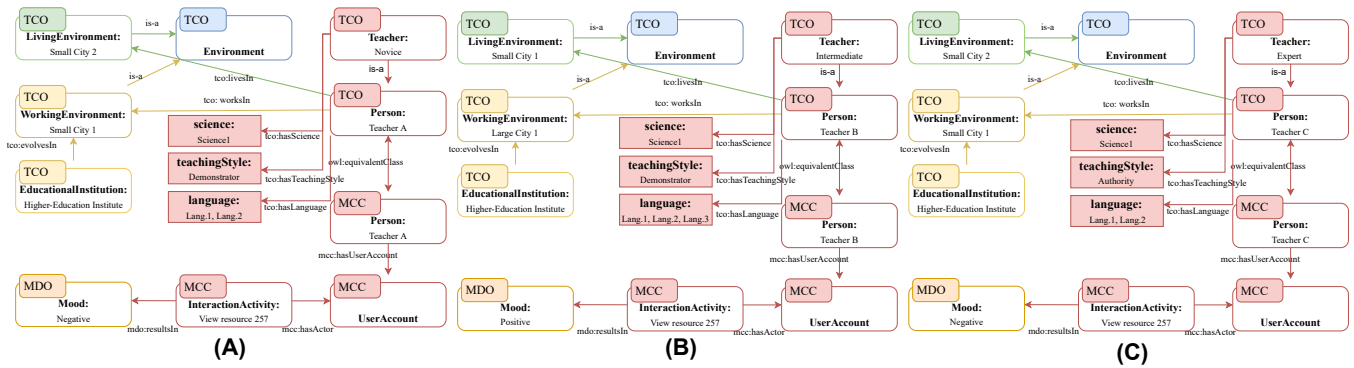 TCO
LivingEnvironment:
Small City 2
is-a
TCO
Environment
TCO
Teacher:
Novice
is-a
tco:livesIn
is-a
TCO
WorkingEnvironment:
Small City 1
tco: worksIn
TCO
Person:
Teacher A
science:
Science1
tco:hasScience
tco:evolvesIn
teachingStyle:
Demonstrator
tco:hasTeachingStyle
owl:equivalentClass
TCO
EducationalInstitution:
Higher-Education Institute
language:
Lang.1, Lang.2
tco:hasLanguage
MCC
Person:
Teacher A
mcc:hasUserAccount
MDO
Mood:
Negative
mdo:resultsIn
MCC
InteractionActivity:
View resource 257
mcc:hasActor
MCC
UserAccount
(A)
TCO
LivingEnvironment:
Small City 1
is-a
TCO
Environment
TCO
Teacher:
Intermediate
is-a
tco:livesIn
is-a
TCO
WorkingEnvironment:
Large City 1
tco: worksIn
TCO
Person:
Teacher B
science:
Science1
tco:hasScience
tco:evolvesIn
teachingStyle:
Demonstrator
tco:hasTeachingStyle
owl:equivalentClass
TCO
EducationalInstitution:
Higher-Education Institute
language:
Lang.1, Lang.2, Lang.3
tco:hasLanguage
MCC
Person:
Teacher B
mcc:hasUserAccount
MDO
Mood:
Positive
mdo:resultsIn
MCC
InteractionActivity:
View resource 257
mcc:hasActor
MCC
UserAccount
(B)
TCO
LivingEnvironment:
Small City 2
is-a
TCO
Environment
TCO
Teacher:
Expert
is-a
tco:livesIn
is-a
TCO
WorkingEnvironment:
Small City 1
tco: worksIn
TCO
Person:
Teacher C
science:
Science1
tco:hasScience
tco:evolvesIn
teachingStyle:
Authority
tco:hasTeachingStyle
owl:equivalentClass
TCO
EducationalInstitution:
Higher-Education Institute
language:
Lang.1, Lang.2
tco:hasLanguage
MCC
Person:
Teacher C
mcc:hasUserAccount
MDO
Mood:
Negative
mdo:resultsIn
MCC
InteractionActivity:
View resource 257
mcc:hasActor
MCC
UserAccount
(C)